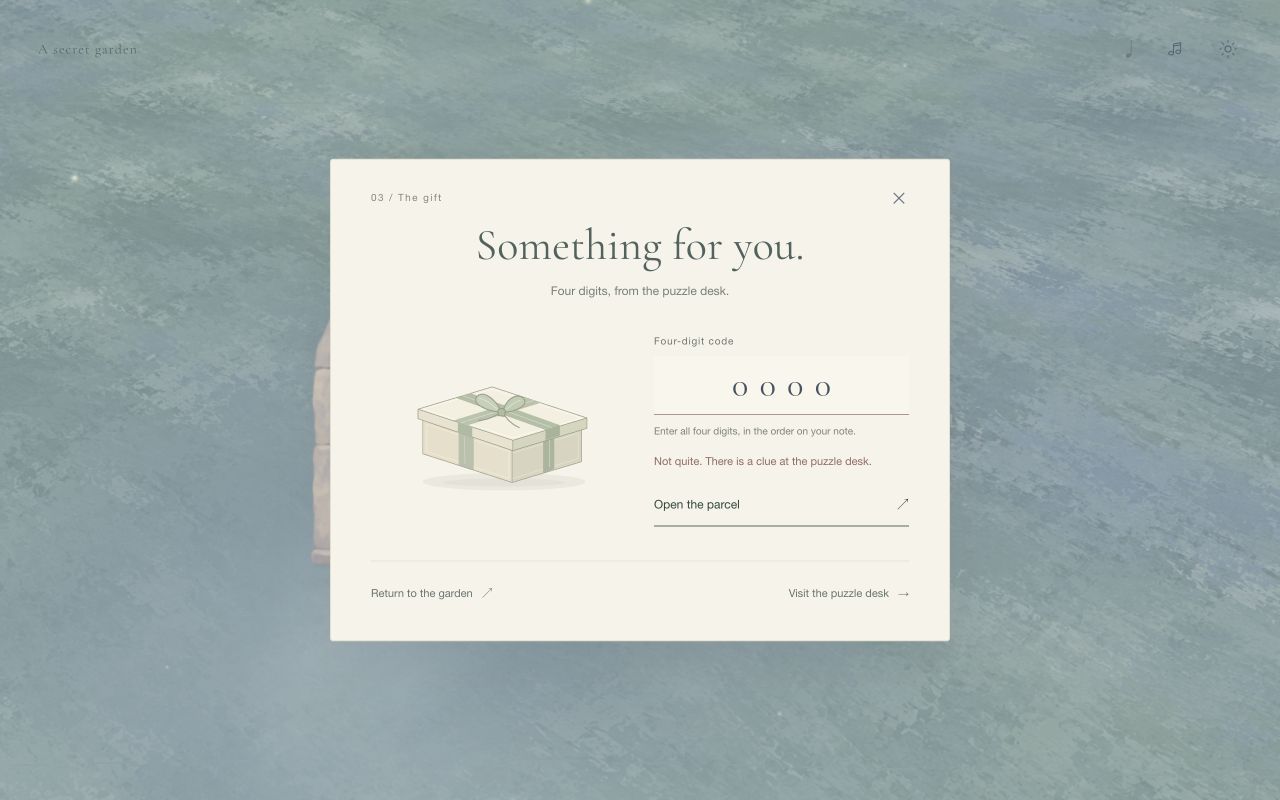 A secret garden
03 / The gift
Something for you.
Four digits, from the puzzle desk.
Four-digit code
0 0 0 0
Enter all four digits, in the order on your note.
Not quite. There is a clue at the puzzle desk.
Open the parcel
Return to the garden
Visit the puzzle desk